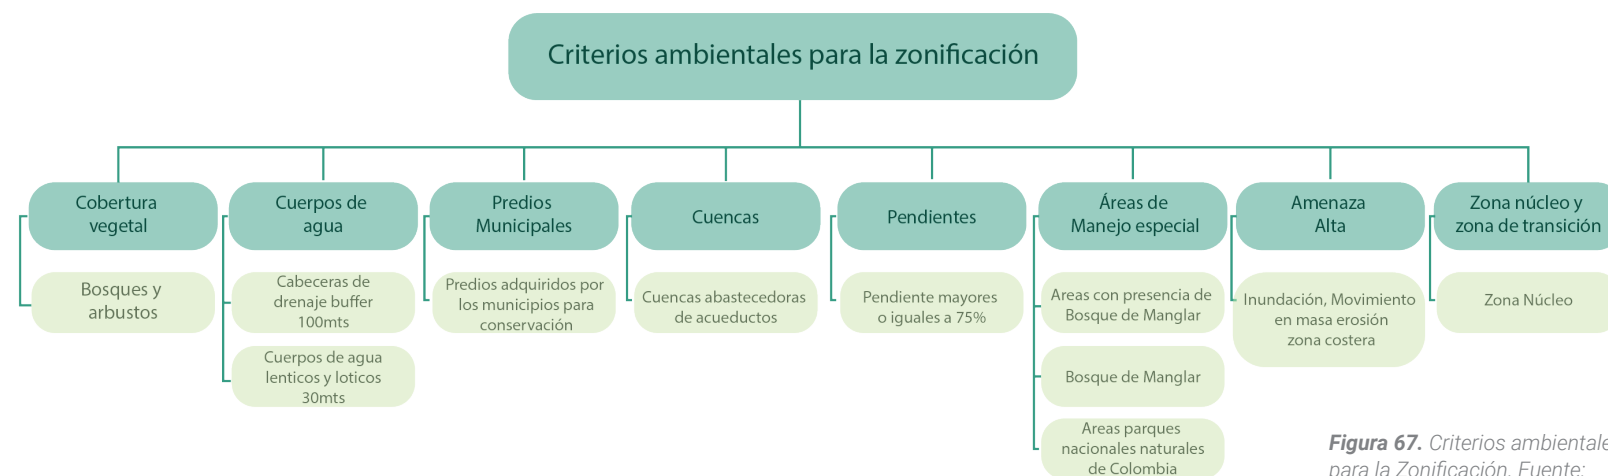 Criterios ambientales para la zonificación
Cobertura
vegetal
Bosques y
arbustos
Cuerpos de
agua
Cabeceras de
drenaje buffer
100mts
Cuerpos de agua
lenticos y loticos
30mts
Predios
Municipales
Predios adquiridos por
los municipios para
conservación
Cuencas
Cuencas abastecedoras
de acueductos
Pendientes
Pendiente mayores
o iguales a 75%
Áreas de
Manejo especial
Areas con presencia de
Bosque de Manglar
Bosque de Manglar
Areas parques
nacionales naturales
de Colombia
Amenaza
Alta
Inundación, Movimiento
en masa erosión
zona costera
Zona núcleo y
zona de transición
Zona Núcleo
Figura 67. Criterios ambientale
para la Zonificación. Fuente: